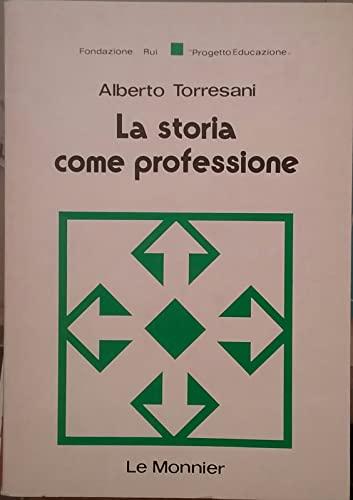 Fondazione Rui "Progetto Educazione"
Alberto Torresani
La storia
come professione
Le Monnier